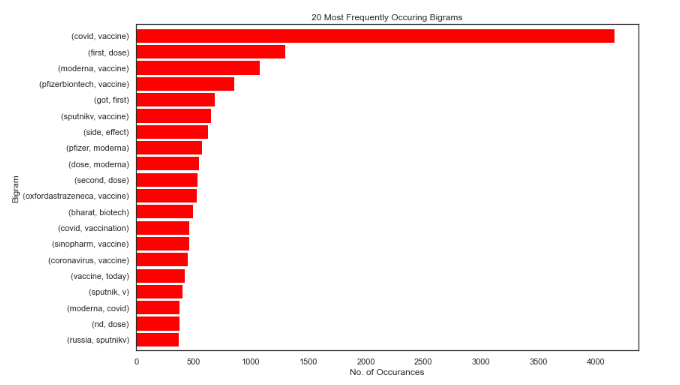 20 Most Frequently Occuring Bigrams
(covid, vaccine)
(first, dose)
(moderna, vaccine)
(pfizerbiontech, vaccine)
(got, first)
(sputnikv, vaccine)
(side, effect)
(pfizer, moderna)
(dose, moderna)
(second, dose)
(oxfordastrazeneca, vaccine)
(bharat, biotech)
(covid, vaccination)
(sinopharm, vaccine)
(coronavirus, vaccine)
(vaccine, today)
(sputnik, v)
(moderna, covid)
(nd, dose)
(russia, sputnikv)
Bigram
0 500 1000 1500 2000 2500 3000 3500 4000
No. of Occurances